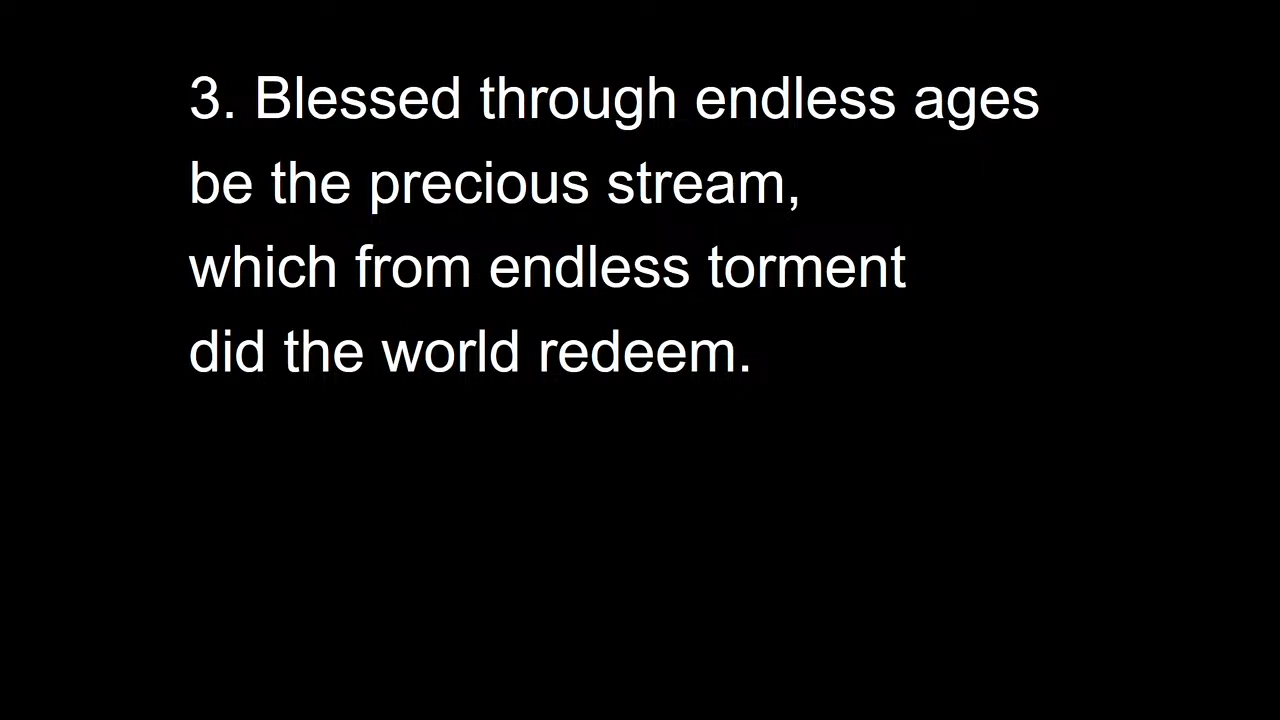 3. Blessed through endless ages
be the precious stream,
which from endless torment
did the world redeem.